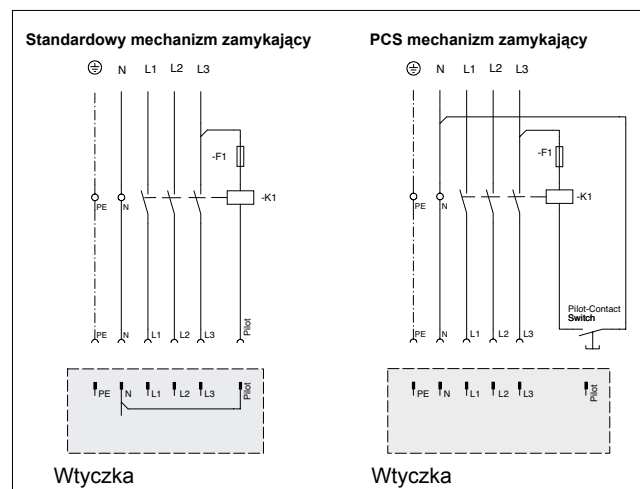 Standardowy mechanizm zamykający
N L1 L2 L3
-F1
-K1
PE N
PE N L1 L2 L3 Pilot
PE N L1 L2 L3 Pilot
Wtyczka
PCS mechanizm zamykający
N L1 L2 L3
-F1
-K1
PE N
Pilot-Contact
Switch
PE N L1 L2 L3
PE N L1 L2 L3 Pilot
Wtyczka